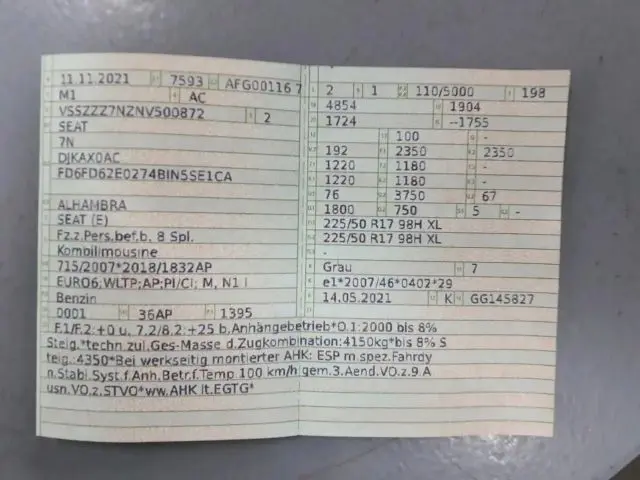 11.11.2021 7593 AFG00116 7
M1 AC
VSSZZZ7NZNV500872 2
SEAT
7N
DJKAX0AC
FD6FD62E0274BIN5SE1CA
ALHAMBRA
SEAT (E)
Fz.z.Pers.bef.b. 8 Spl.
Kombilimousine
715/2007*2018/1832AP
EURO6;WLTP;AP;PI/CI; M, N1 I
Benzin
0001 36AP 1395
2 1 110/5000 198
4854 1904
1724 --1755
100 -
192 2350 2350
1220 1180 -
1220 1180 -
76 3750 67
1800 750 5 -
225/50 R17 98H XL
225/50 R17 98H XL
-
Grau 7
e1*2007/46*0402*29
14.05.2021 K GG145827
F.1/F.2:+0 u. 7.2/8.2:+25 b.Anhängebetrieb*O.1:2000 bis 8%
Steig.*techn.zul.Ges-Masse d.Zugkombination:4150kg*bis 8% S
teig.:4350*Bei werkseitig montierter AHK: ESP m.spez.Fahrdy
n.Stabi.Syst.f.Anh.Betr.f.Temp.100 km/h gem.3.Aend.VO.z.9.A
usn.VO.z.STVO*ww.AHK lt.EGTG*